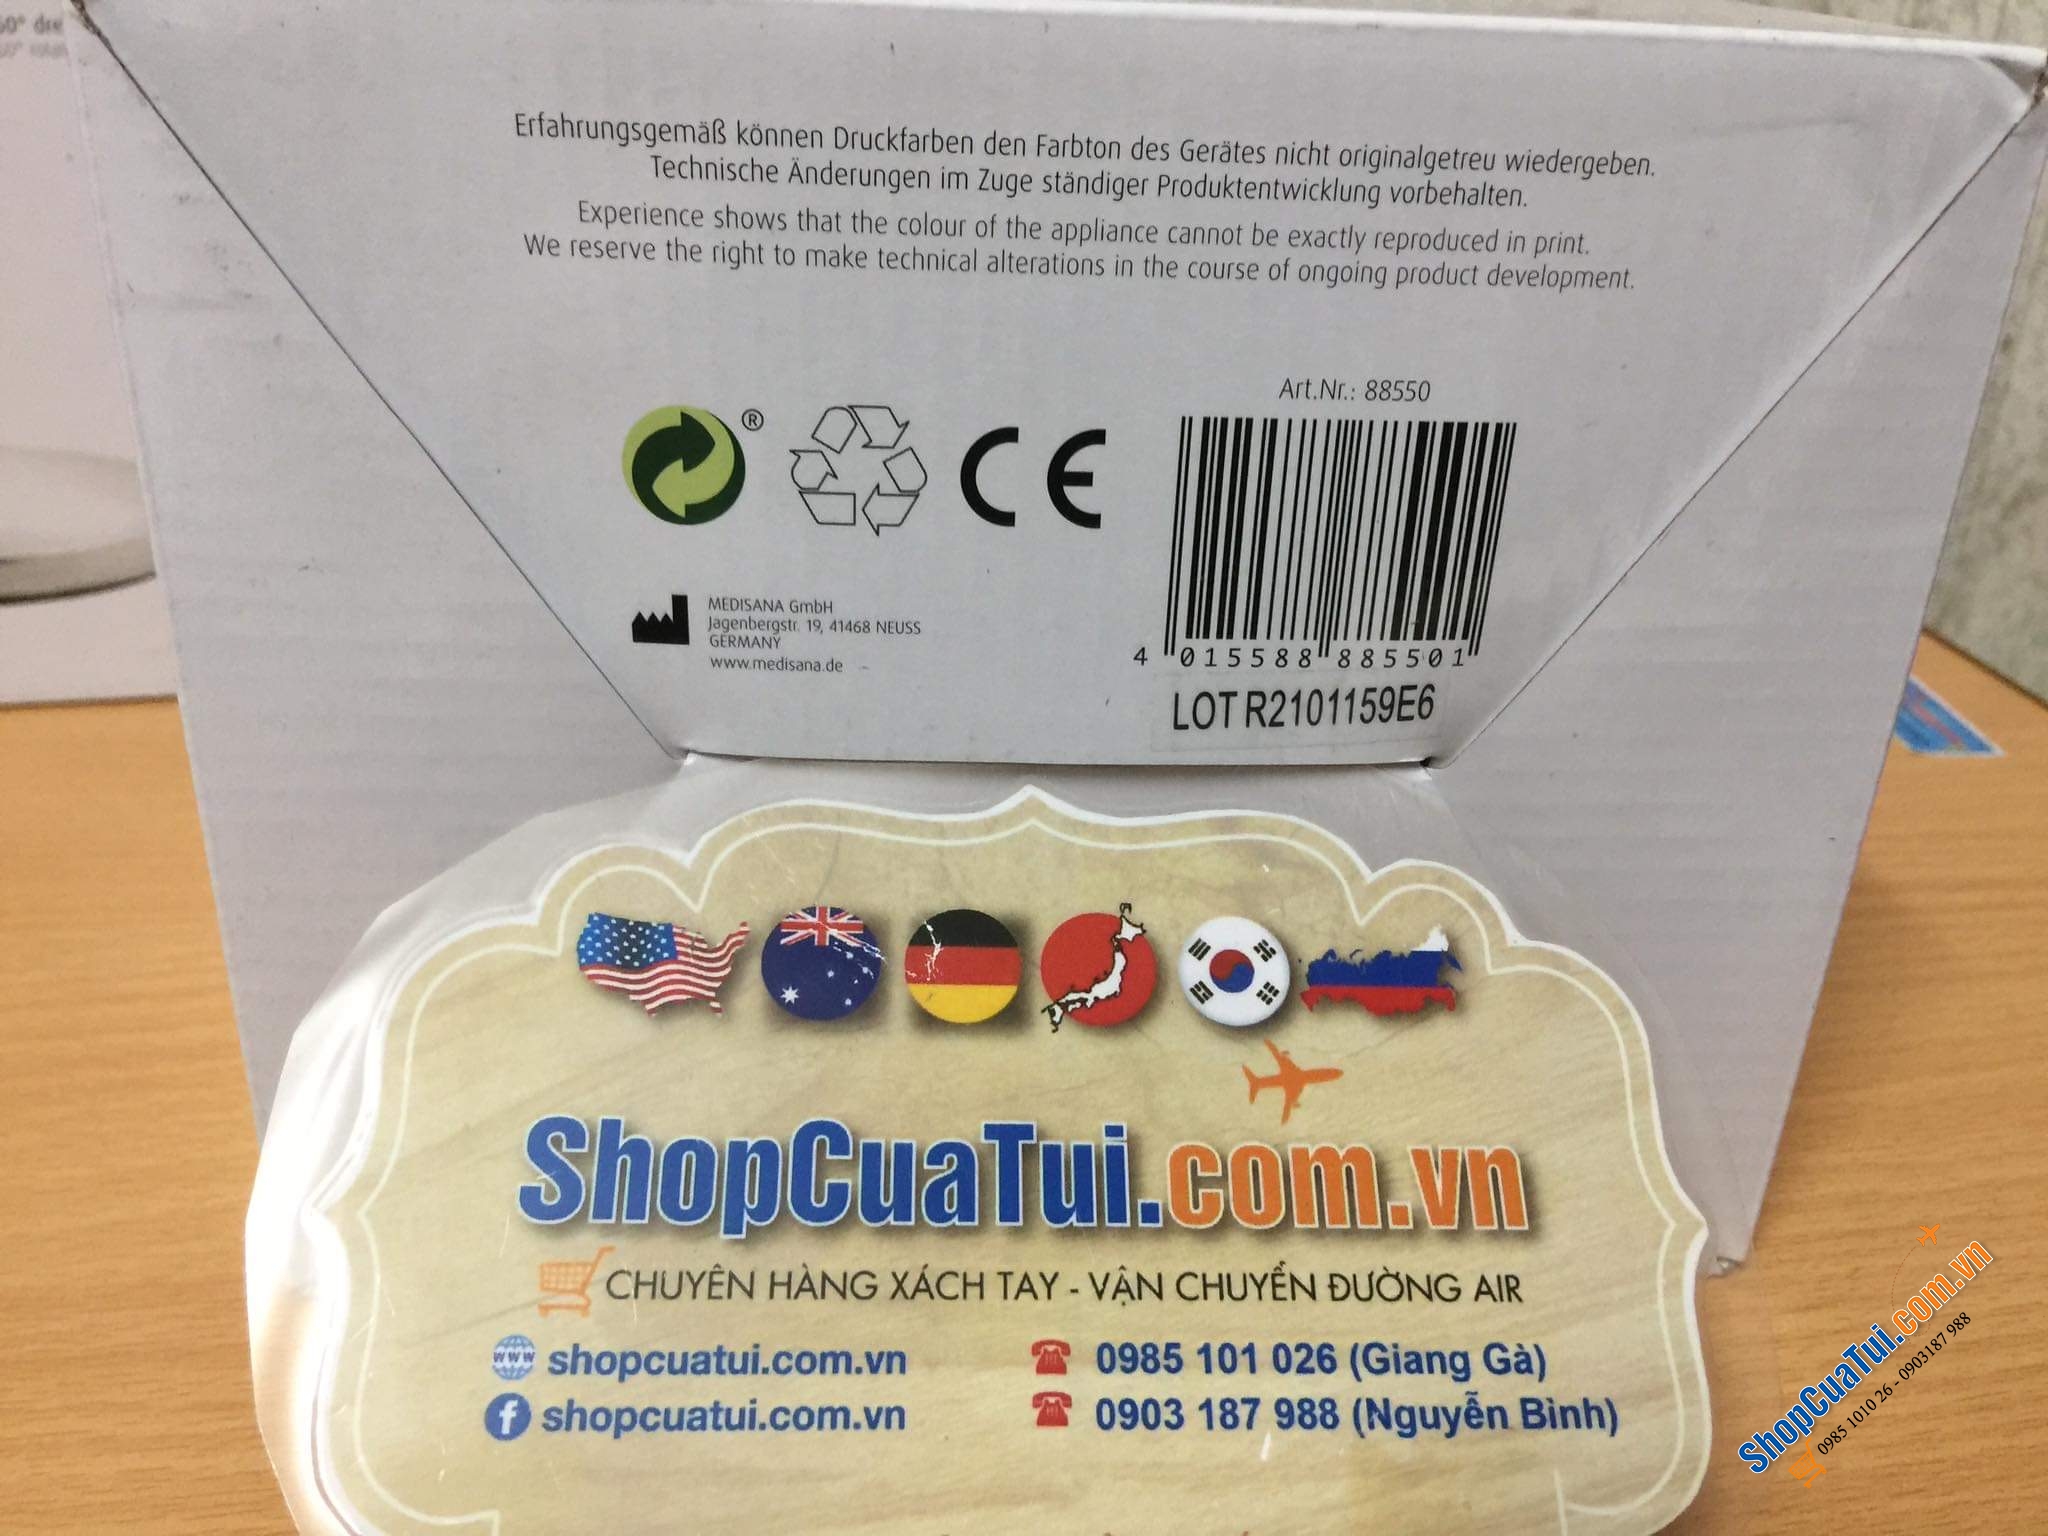 60° dre
Erfahrungsgemäß können Druckfarben den Farbton des Gerätes nicht originalgetreu wiedergeben.
Technische Änderungen im Zuge ständiger Produktentwicklung vorbehalten.
Experience shows that the colour of the appliance cannot be exactly reproduced in print.
We reserve the right to make technical alterations in the course of ongoing product development.
Art.Nr.: 88550
®
CE
MEDISANA GmbH
Jagenbergstr. 19, 41468 NEUSS
GERMANY
www.medisana.de
4 015588 885501
LOT R2101159E6
ShopCuaTui.com.vn
CHUYÊN HÀNG XÁCH TAY - VẬN CHUYỂN ĐƯỜNG AIR
www shopcuatui.com.vn
0985 101 026 (Giang Gà)
f shopcuatui.com.vn
0903 187 988 (Nguyễn Bình)
ShopCuaTui.com.vn
0985 1010 26 - 0903187 988